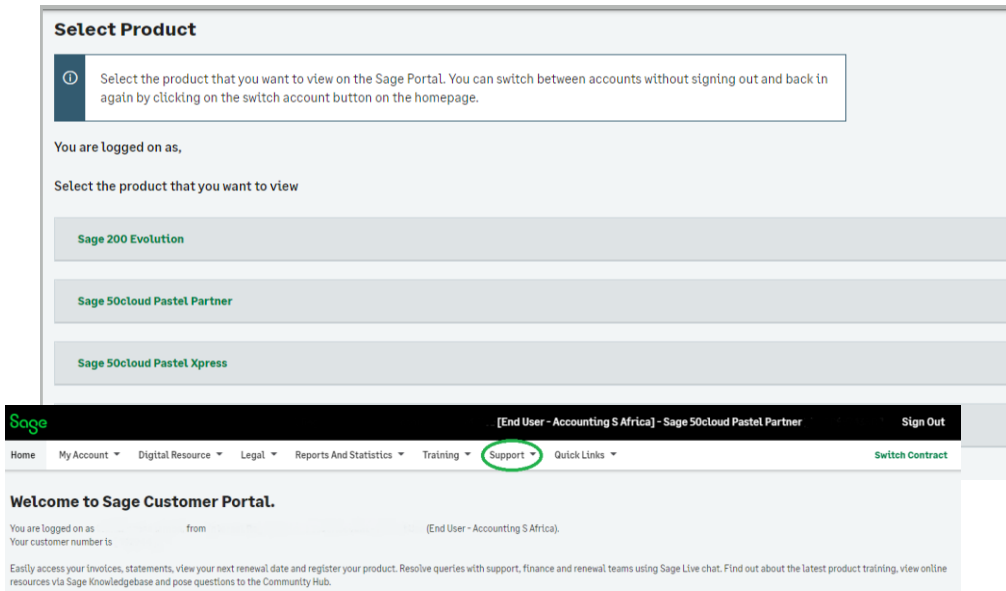 Select Product
Select the product that you want to view on the Sage Portal. You can switch between accounts without signing out and back in
again by clicking on the switch account button on the homepage.
You are logged on as,
Select the product that you want to view
Sage 200 Evolution
Sage 50cloud Pastel Partner
Sage 50cloud Pastel Xpress
Sage
[End User - Accounting S Africa] - Sage 50cloud Pastel Partner
Sign Out
Home My Account Digital Resource Legal Reports And Statistics Training Support Quick Links Switch Contract
Welcome to Sage Customer Portal.
You are logged on as from (End User - Accounting S Africa).
Your customer number is
Easily access your invoices, statements, view your next renewal date and register your product. Resolve queries with support, finance and renewal teams using Sage Live chat. Find out about the latest product training, view online
resources via Sage Knowledgebase and pose questions to the Community Hub.